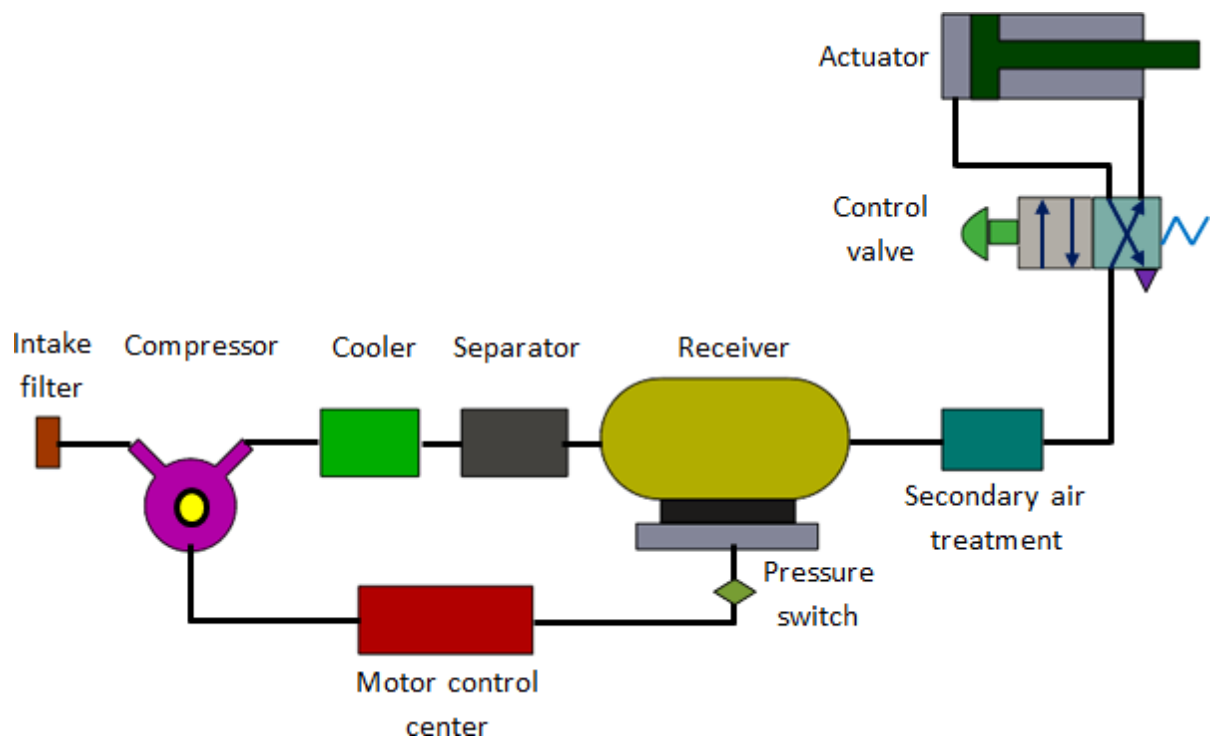 Actuator
Control
valve
Intake
filter
Compressor
Cooler
Separator
Receiver
Secondary air
treatment
Pressure
switch
Motor control
center